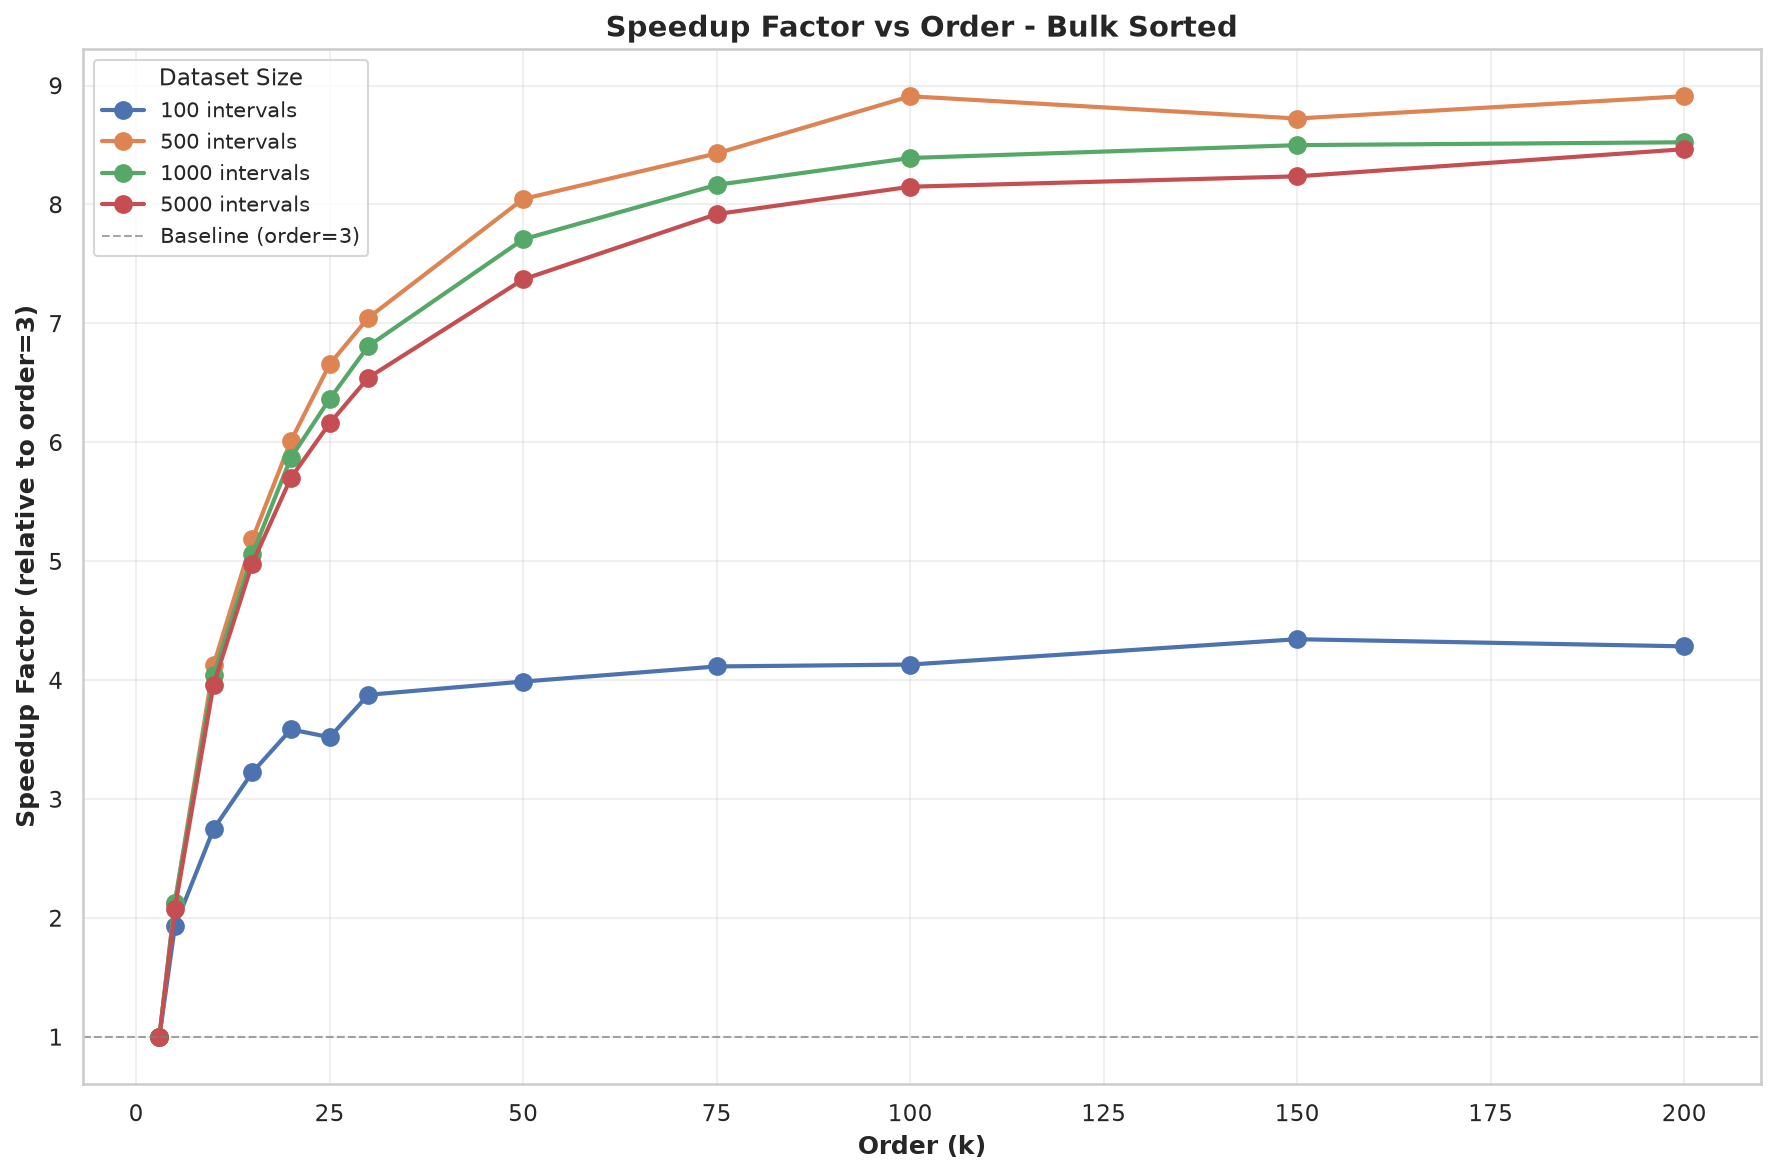 Speedup Factor vs Order - Bulk Sorted
Dataset Size
100 intervals
500 intervals
1000 intervals
5000 intervals
Baseline (order=3)
Speedup Factor (relative to order=3)
9
8
7
6
5
4
3
2
1
0 25 50 75 100 125 150 175 200
Order (k)